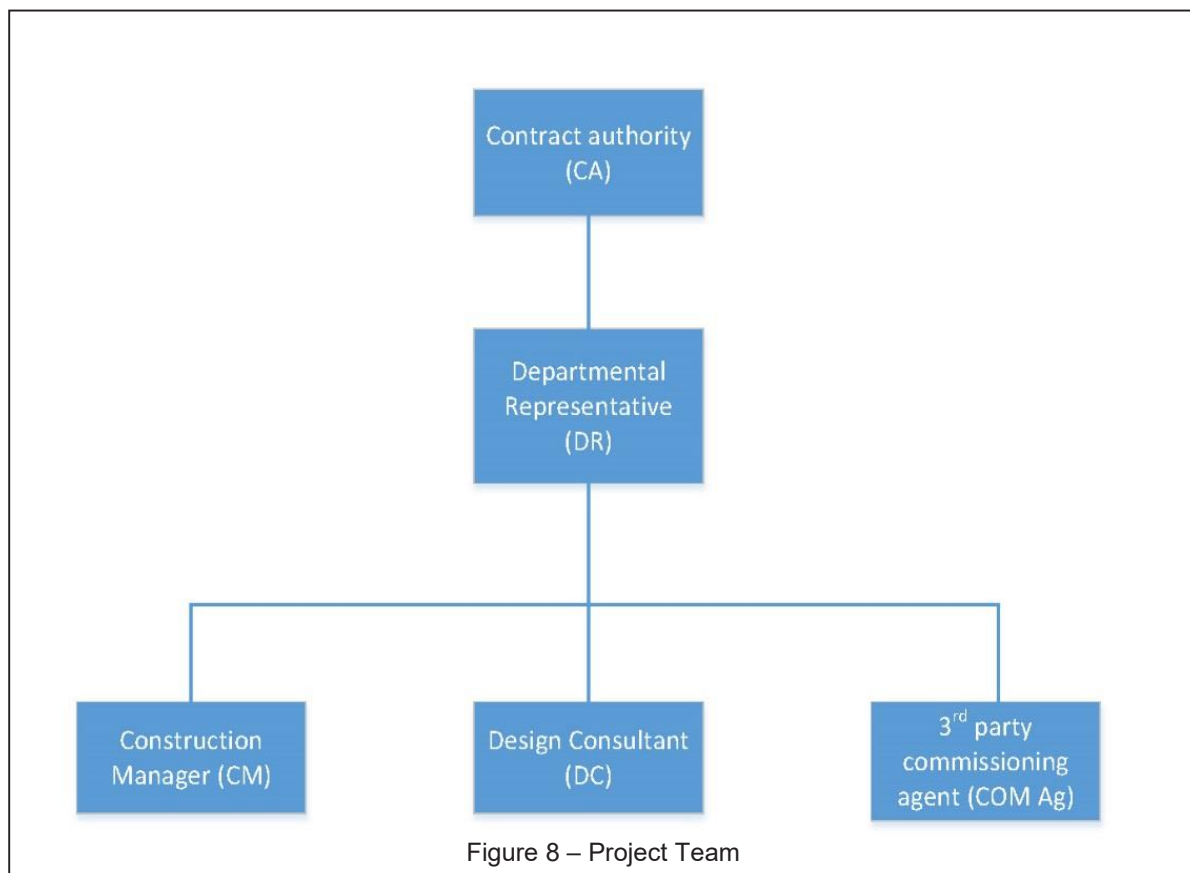 Contract authority
(CA)
Departmental
Representative
(DR)
Construction
Manager (CM)
Design Consultant
(DC)
3rd party
commissioning
agent (COM Ag)
Figure 8 – Project Team